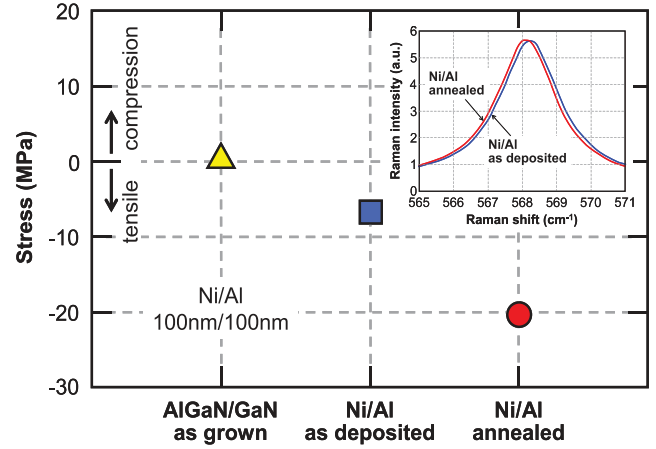 Stress (MPa)
20
10
0
-10
-20
-30
compression
tensile
Ni/Al
100nm/100nm
AlGaN/GaN
as grown
Ni/Al
as deposited
Ni/Al
annealed
Raman intensity (a.u.)
6
5
4
3
2
1
0
565 566 567 568 569 570 571
Raman shift (cm⁻¹)
Ni/Al
annealed
Ni/Al
as deposited